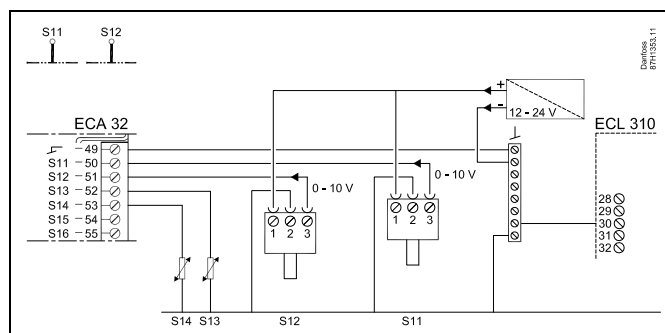 S11 S12
Danfoss
87H1353.11
+
-
12 - 24 V
ECA 32
ECL 310
49
S11 - 50
S12 - 51
S13 - 52
S14 - 53
S15 - 54
S16 - 55
0 - 10 V
0 - 10 V
1 2 3
1 2 3
28
29
30
31
32
S14 S13 S12 S11